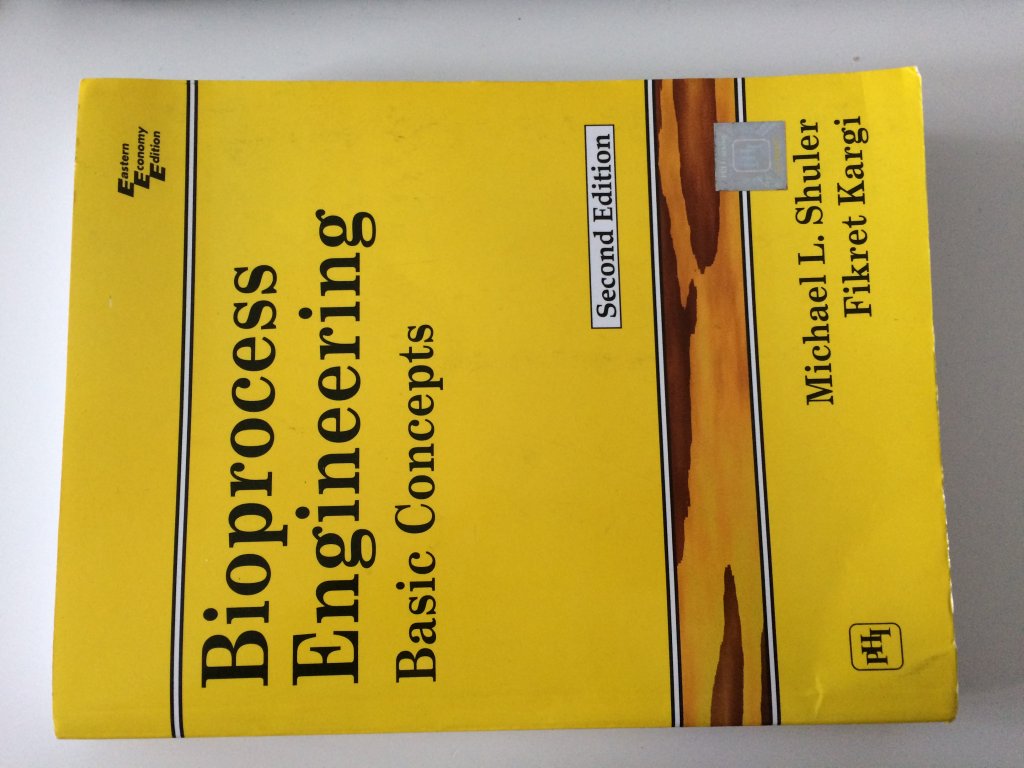 Eastern
Economy
Edition
Bioprocess
Engineering
Basic Concepts
Second Edition
Michael L. Shuler
Fikret Kargi
PHI